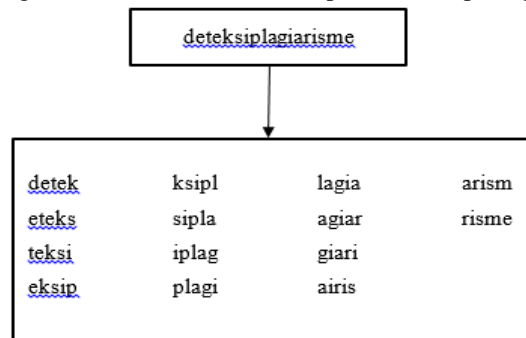 deteksiplagiarisme
detek ksipl lagia arism
eteks sipla agiar risme
teksi iplag giari
eksip plagi airis